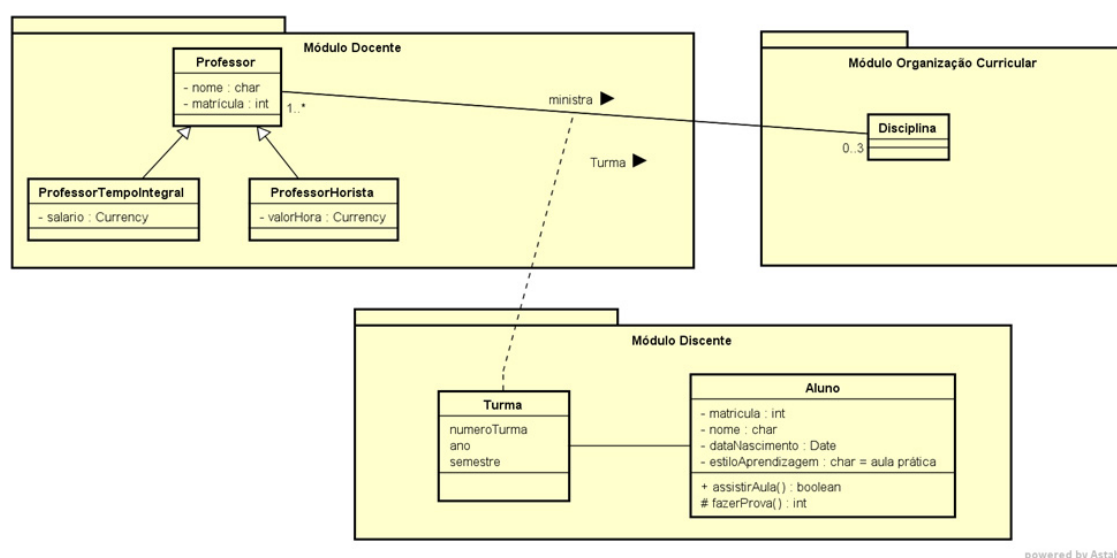 Módulo Docente
Professor
- nome : char
- matrícula : int
1..*
ministra
Turma
ProfessorTempoIntegral
- salario : Currency
ProfessorHorista
- valorHora : Currency
Módulo Organização Curricular
Disciplina
0..3
Módulo Discente
Turma
numeroTurma
ano
semestre
Aluno
- matricula : int
- nome : char
- dataNascimento : Date
- estiloAprendizagem : char = aula prática
+ assistirAula() : boolean
# fazerProva() : int
powered by Astah